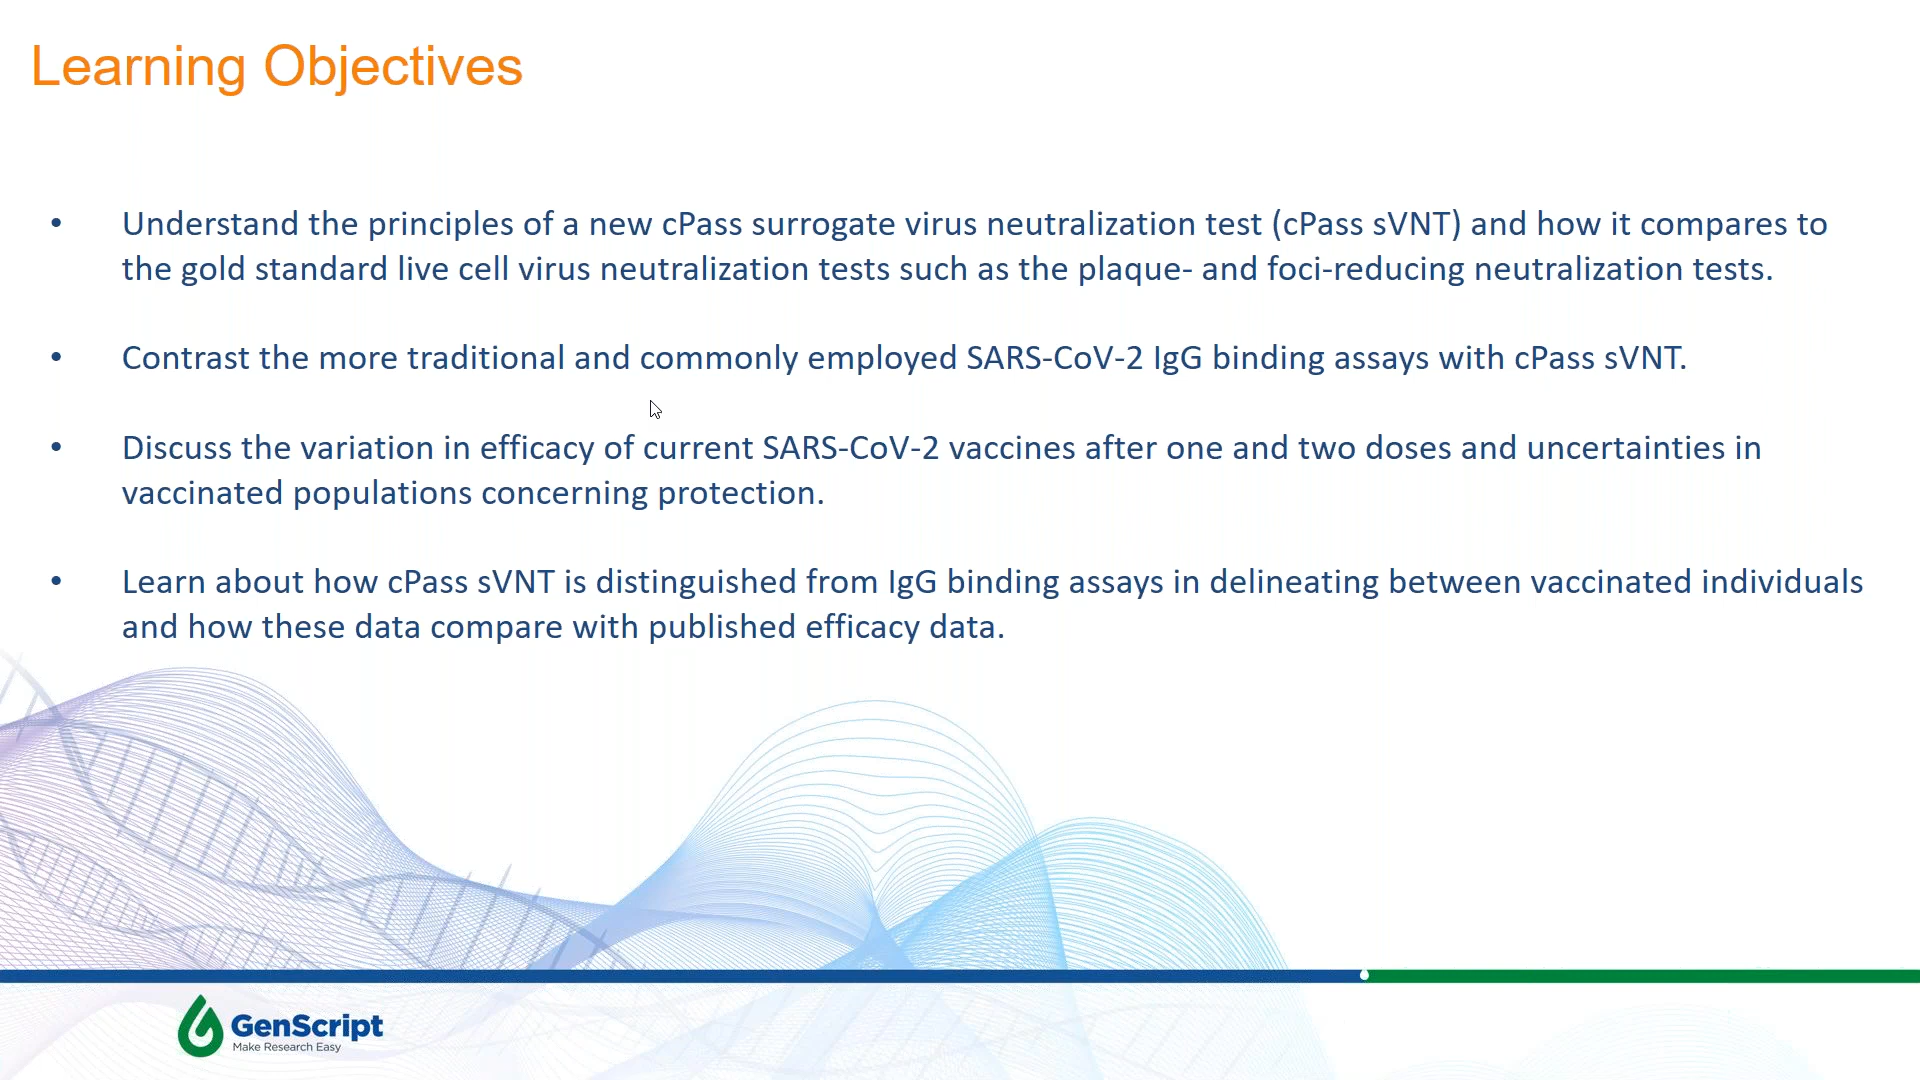 Learning Objectives
• Understand the principles of a new cPass surrogate virus neutralization test (cPass sVNT) and how it compares to
the gold standard live cell virus neutralization tests such as the plaque- and foci-reducing neutralization tests.
• Contrast the more traditional and commonly employed SARS-CoV-2 IgG binding assays with cPass sVNT.
• Discuss the variation in efficacy of current SARS-CoV-2 vaccines after one and two doses and uncertainties in
vaccinated populations concerning protection.
• Learn about how cPass sVNT is distinguished from IgG binding assays in delineating between vaccinated individuals
and how these data compare with published efficacy data.
GenScript
Make Research Easy